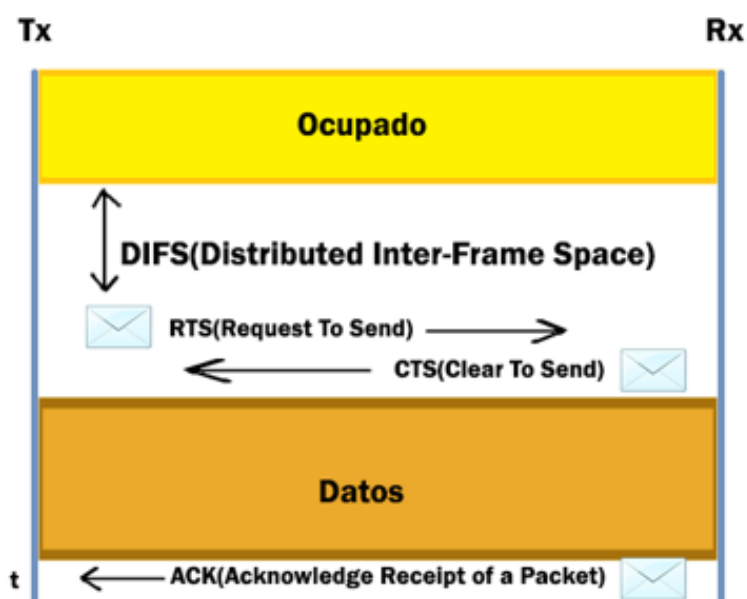 Tx
Rx
Ocupado
DIFS(Distributed Inter-Frame Space)
RTS(Request To Send)
CTS(Clear To Send)
Datos
t
ACK(Acknowledge Receipt of a Packet)